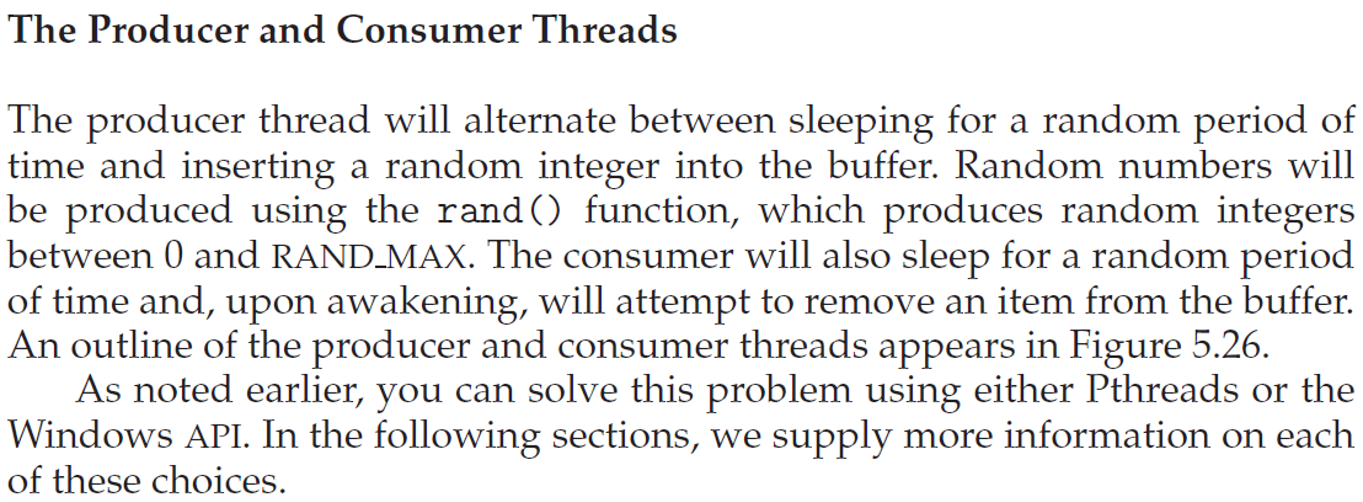 The Producer and Consumer Threads
The producer thread will alternate between sleeping for a random period of
time and inserting a random integer into the buffer. Random numbers will
be produced using the rand() function, which produces random integers
between 0 and RAND_MAX. The consumer will also sleep for a random period
of time and, upon awakening, will attempt to remove an item from the buffer.
An outline of the producer and consumer threads appears in Figure 5.26.
As noted earlier, you can solve this problem using either Pthreads or the
Windows API. In the following sections, we supply more information on each
of these choices.